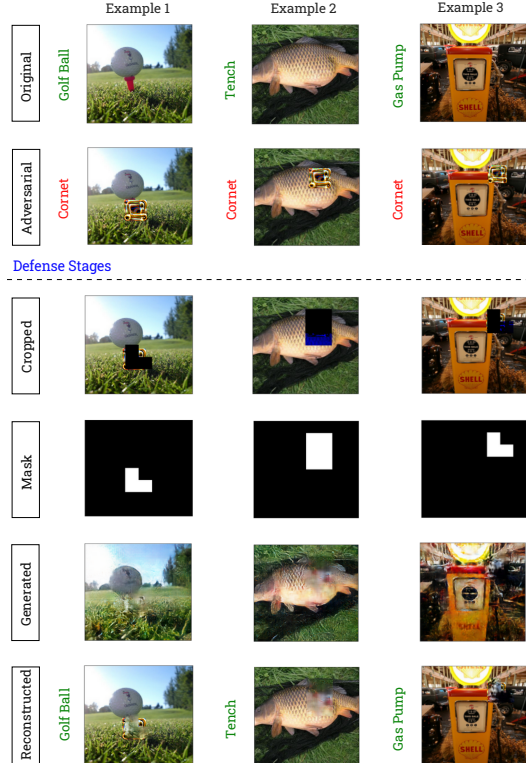 Example 1 Example 2 Example 3
Original Golf Ball Tench Gas Pump
SHELL
Adversarial Cornet Cornet Cornet
SHELL
Defense Stages
Cropped
SHELL
Mask
Generated
SHELL
Reconstructed Golf Ball Tench Gas Pump
SHELL